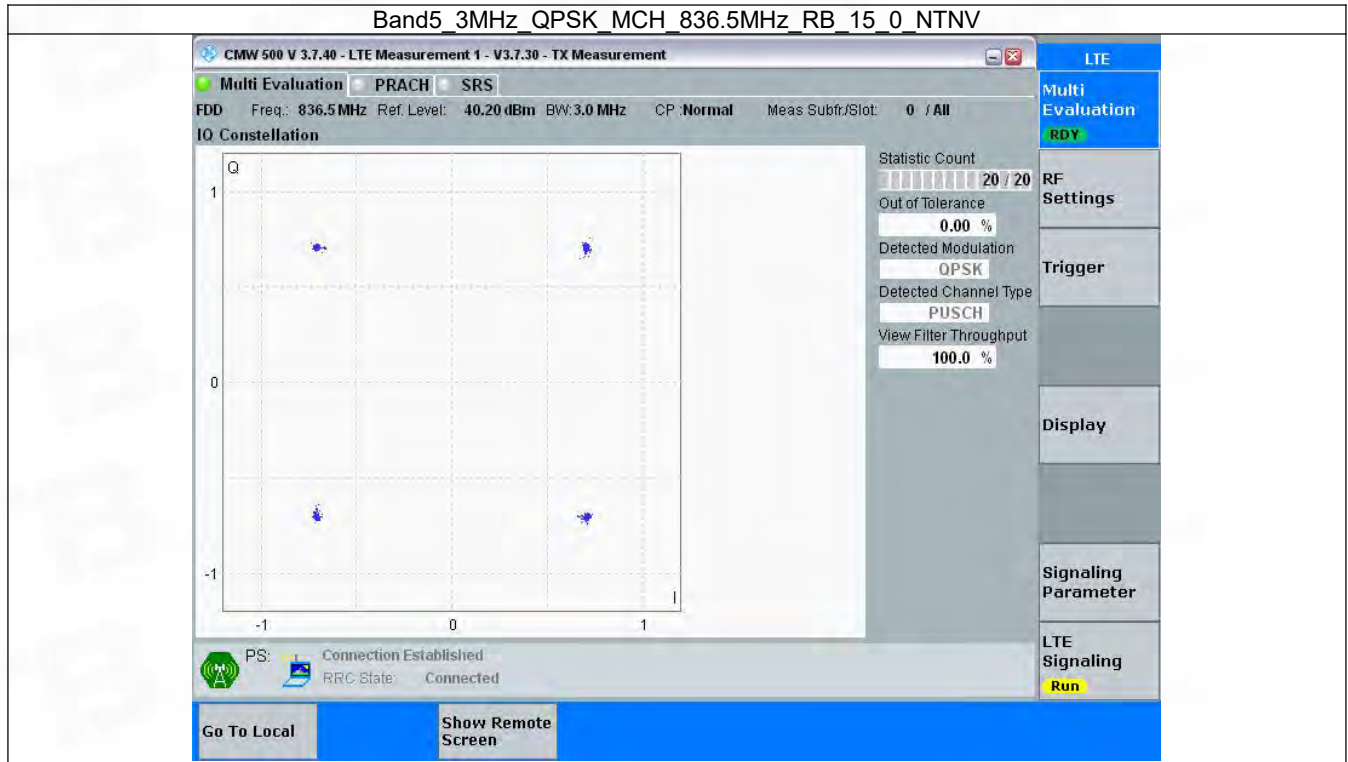 Band5_3MHz_QPSK_MCH_836.5MHz_RB_15_0_NTNV
CMW 500 V 3.7.40 - LTE Measurement 1 - V3.7.30 - TX Measurement
LTE
Multi Evaluation PRACH SRS
Multi
Evaluation
RDY
FDD Freq.: 836.5 MHz Ref. Level: 40.20 dBm BW: 3.0 MHz CP : Normal Meas Subfr./Slot: 0 / All
IQ Constellation
Q
1
0
-1
I
-1 0 1
Statistic Count
20 / 20
Out of Tolerance
0.00 %
Detected Modulation
QPSK
Detected Channel Type
PUSCH
View Filter Throughput
100.0 %
RF
Settings
Trigger
Display
Signaling
Parameter
LTE
Signaling
Run
PS: Connection Established
RRC State: Connected
Go To Local
Show Remote
Screen